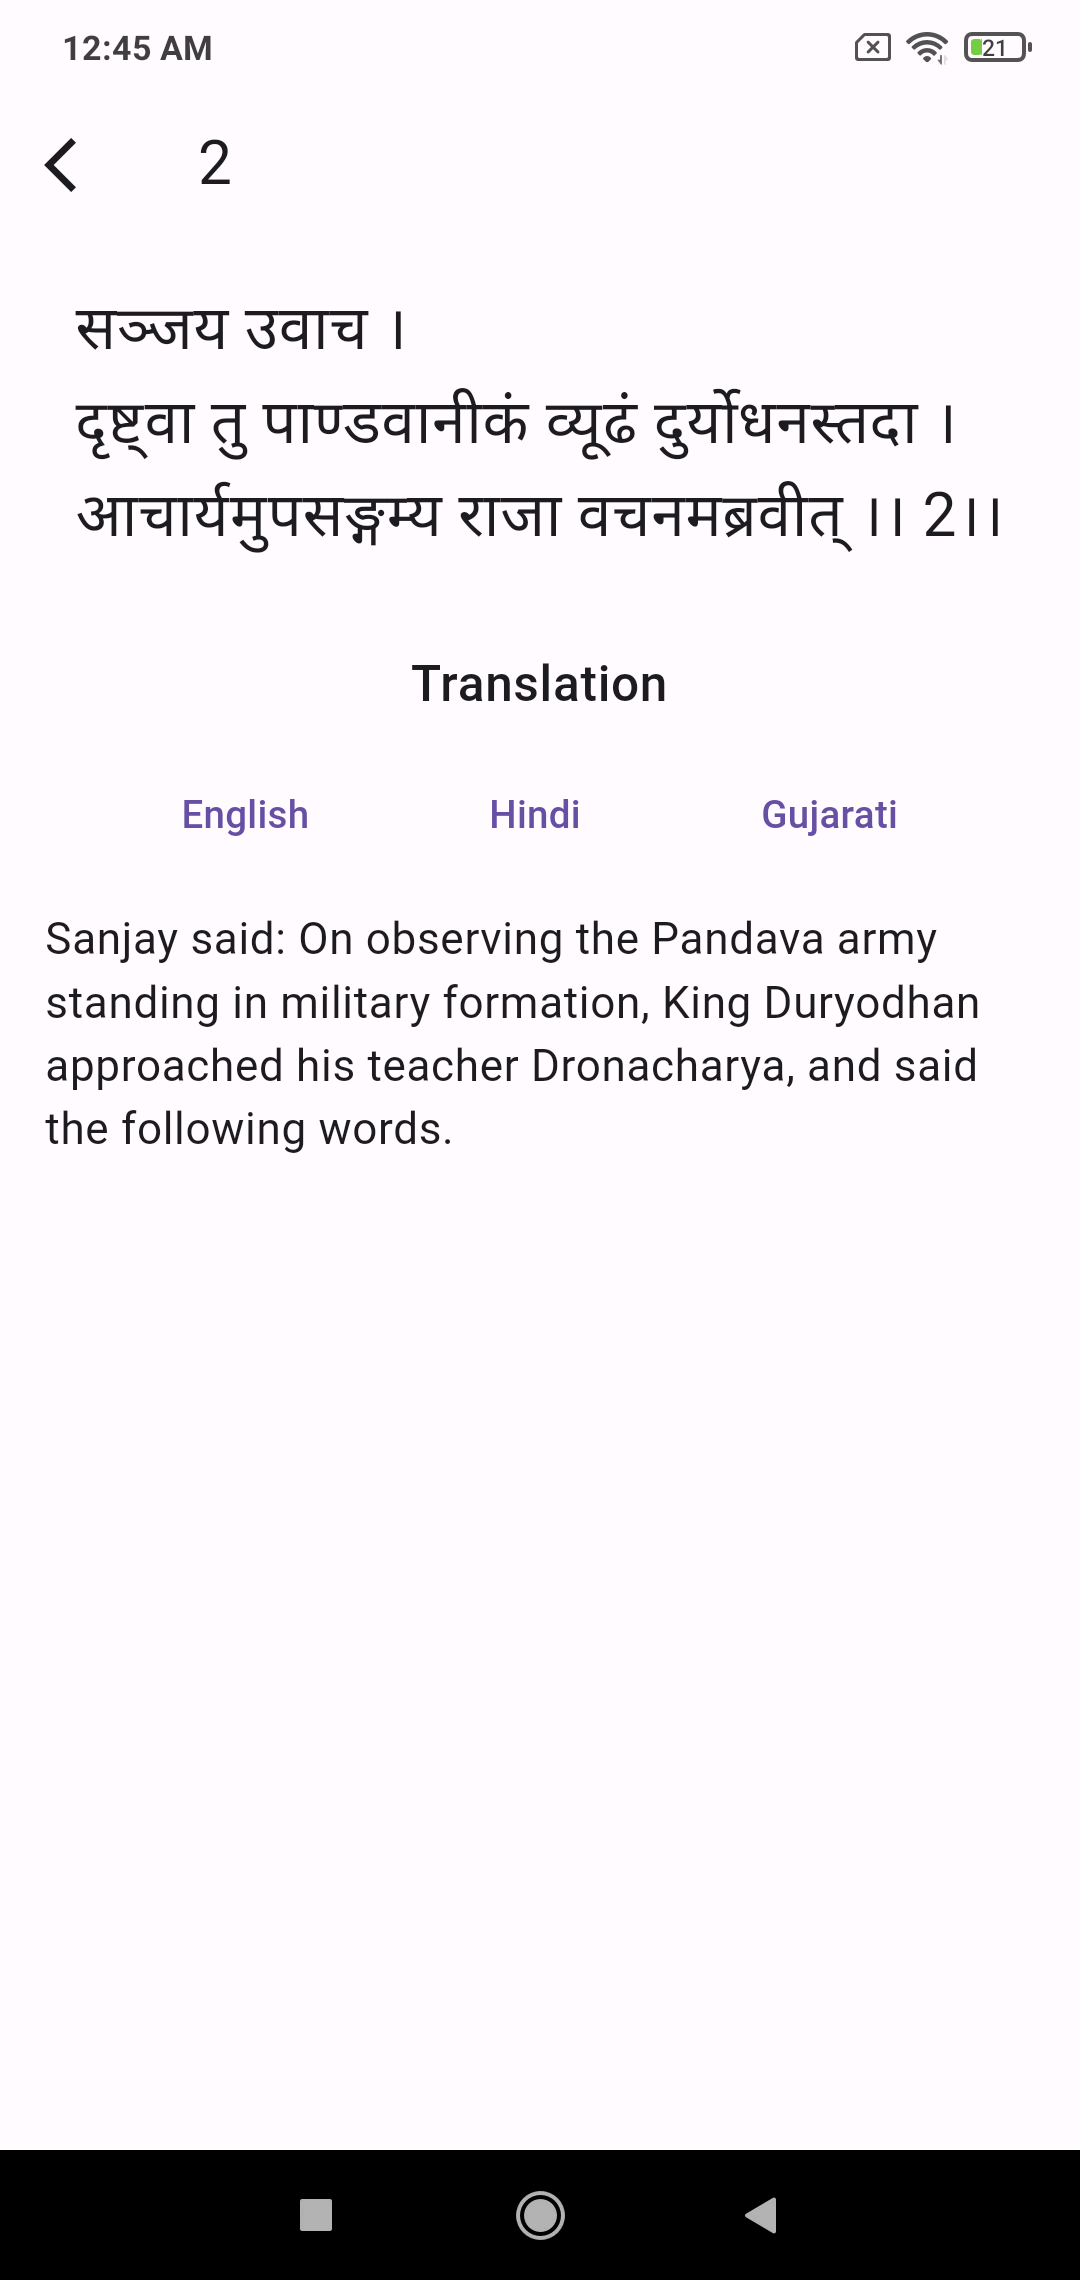 12:45 AM
21
2
सञ्जय उवाच ।
दृष्ट्वा तु पाण्डवानीकं व्यूढं दुर्योधनस्तदा ।
आचार्यमुपसङ्गम्य राजा वचनमब्रवीत् ।। 2।।
Translation
English Hindi Gujarati
Sanjay said: On observing the Pandava army
standing in military formation, King Duryodhan
approached his teacher Dronacharya, and said
the following words.